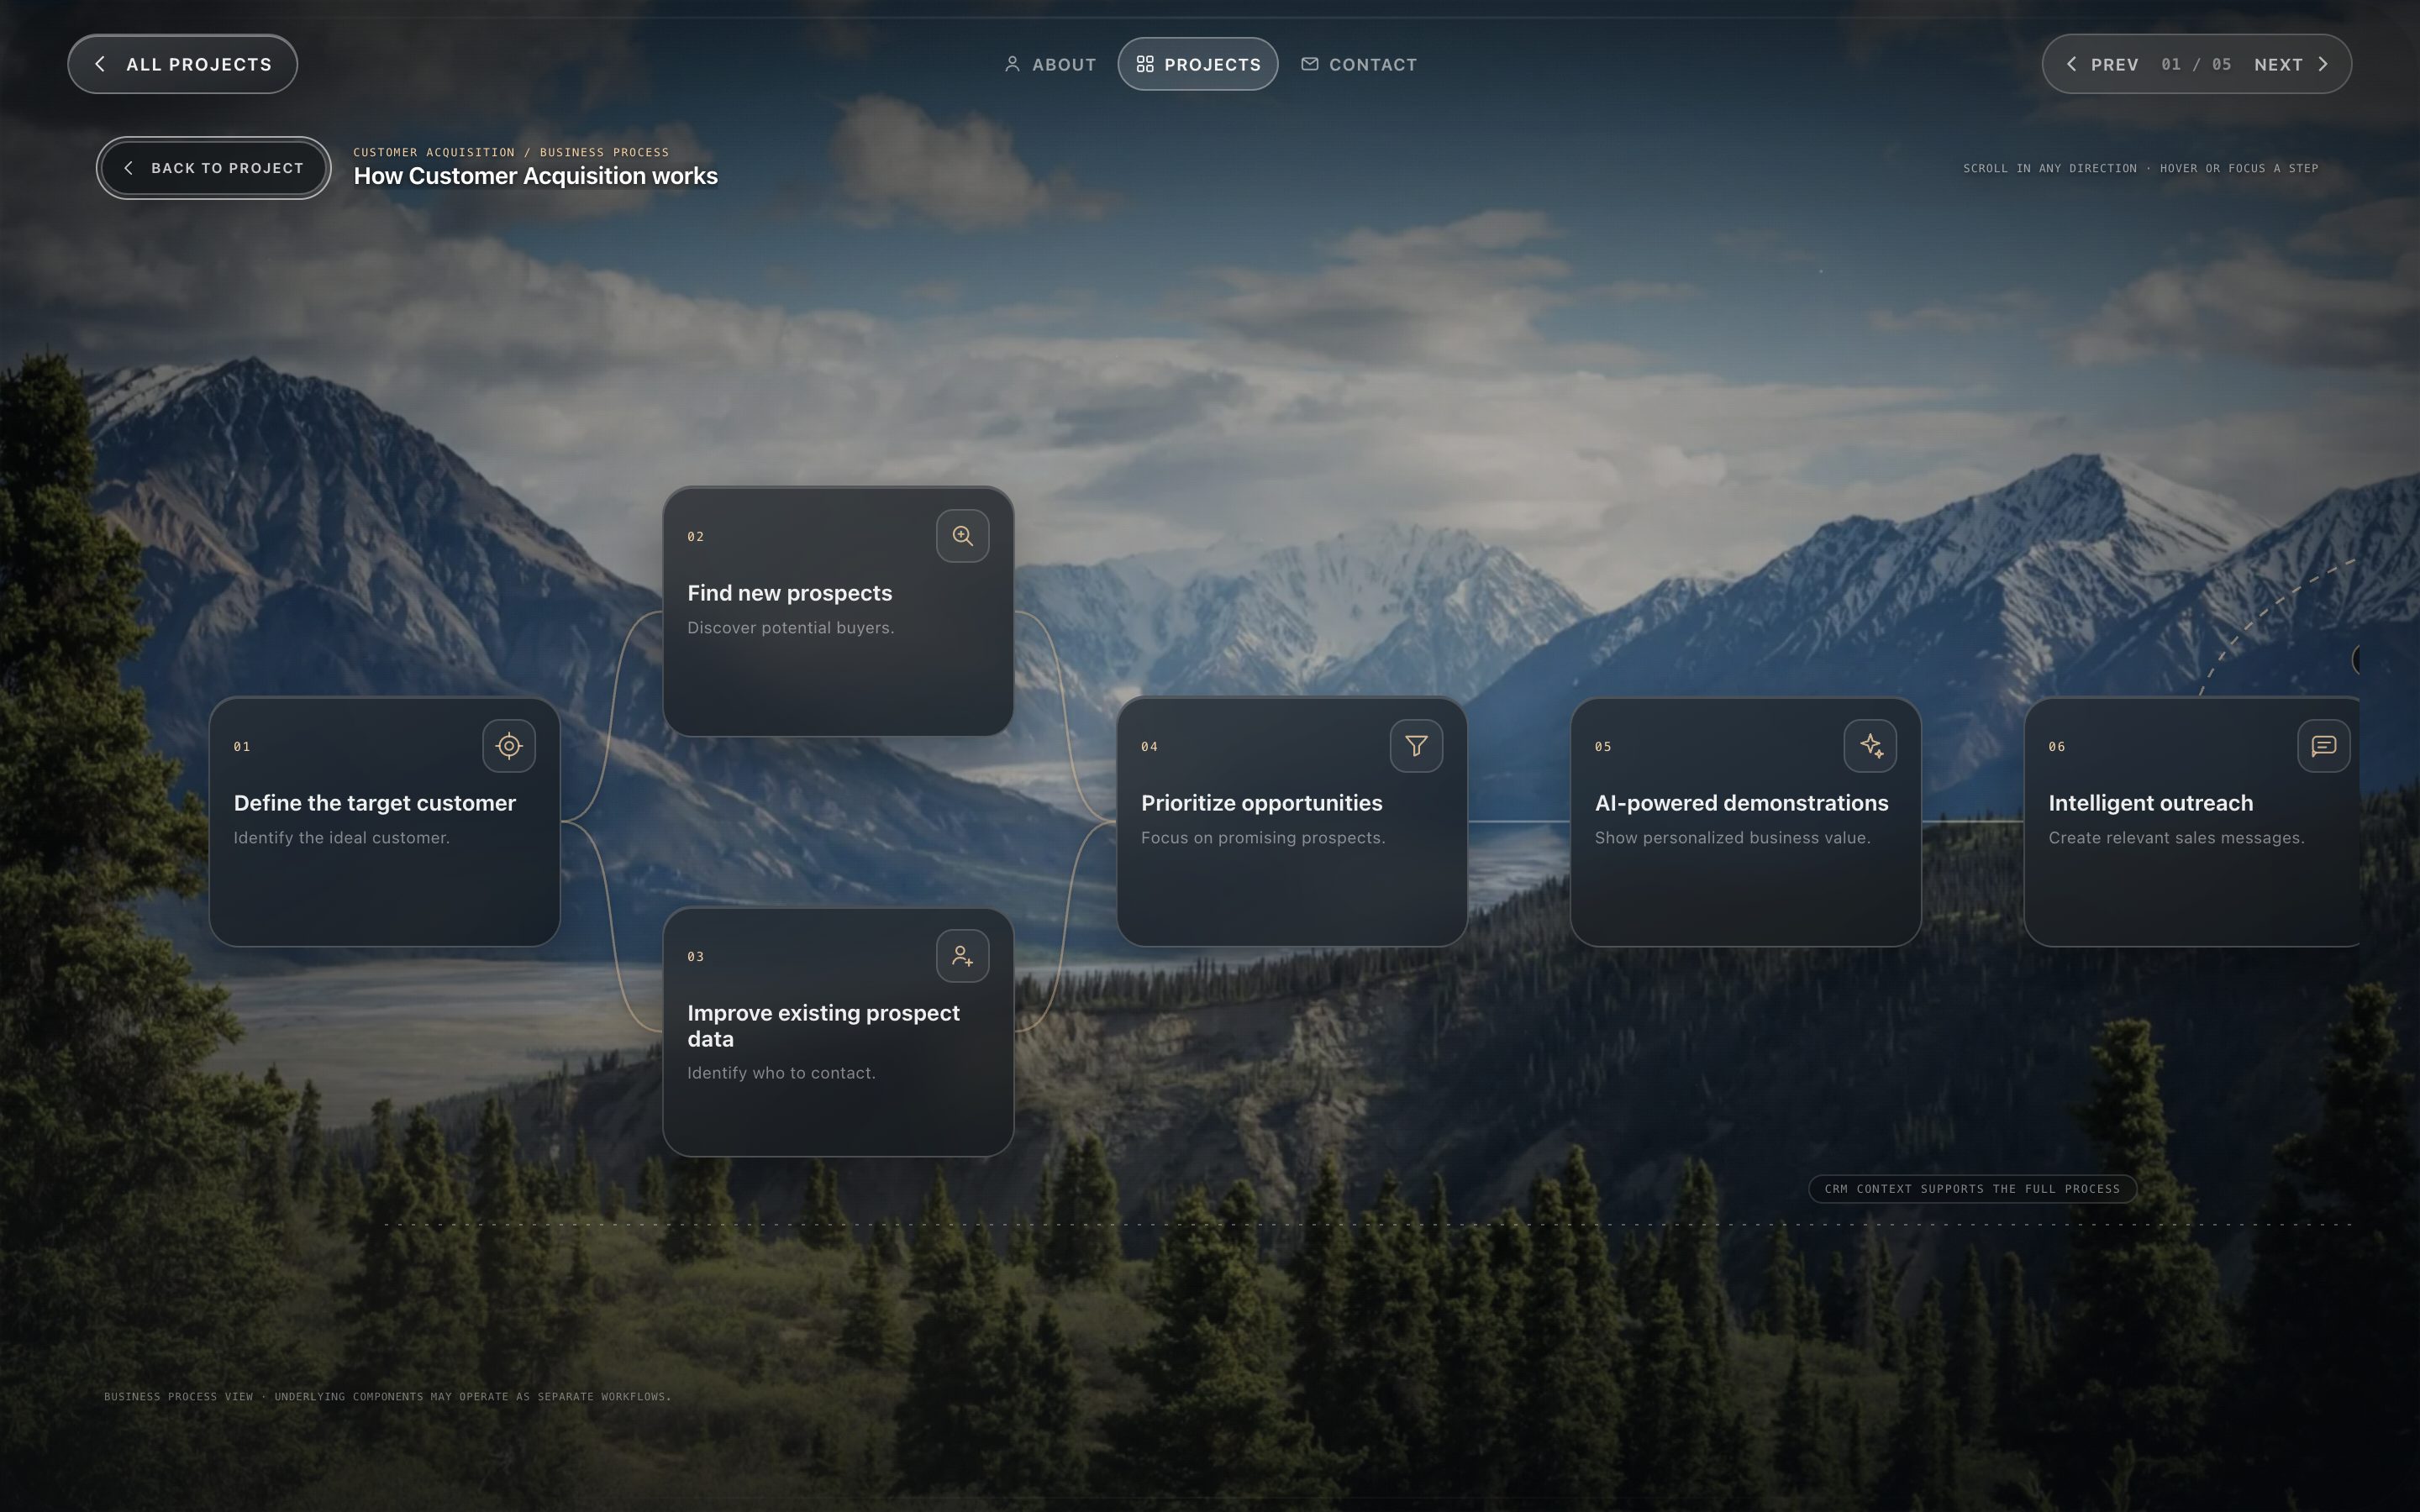 ALL PROJECTS
ABOUT
PROJECTS
CONTACT
PREV 01 / 05 NEXT
BACK TO PROJECT
CUSTOMER ACQUISITION / BUSINESS PROCESS
How Customer Acquisition works
SCROLL IN ANY DIRECTION · HOVER OR FOCUS A STEP
01
Define the target customer
Identify the ideal customer.
02
Find new prospects
Discover potential buyers.
03
Improve existing prospect
data
Identify who to contact.
04
Prioritize opportunities
Focus on promising prospects.
05
AI-powered demonstrations
Show personalized business value.
06
Intelligent outreach
Create relevant sales messages.
CRM CONTEXT SUPPORTS THE FULL PROCESS
BUSINESS PROCESS VIEW · UNDERLYING COMPONENTS MAY OPERATE AS SEPARATE WORKFLOWS.